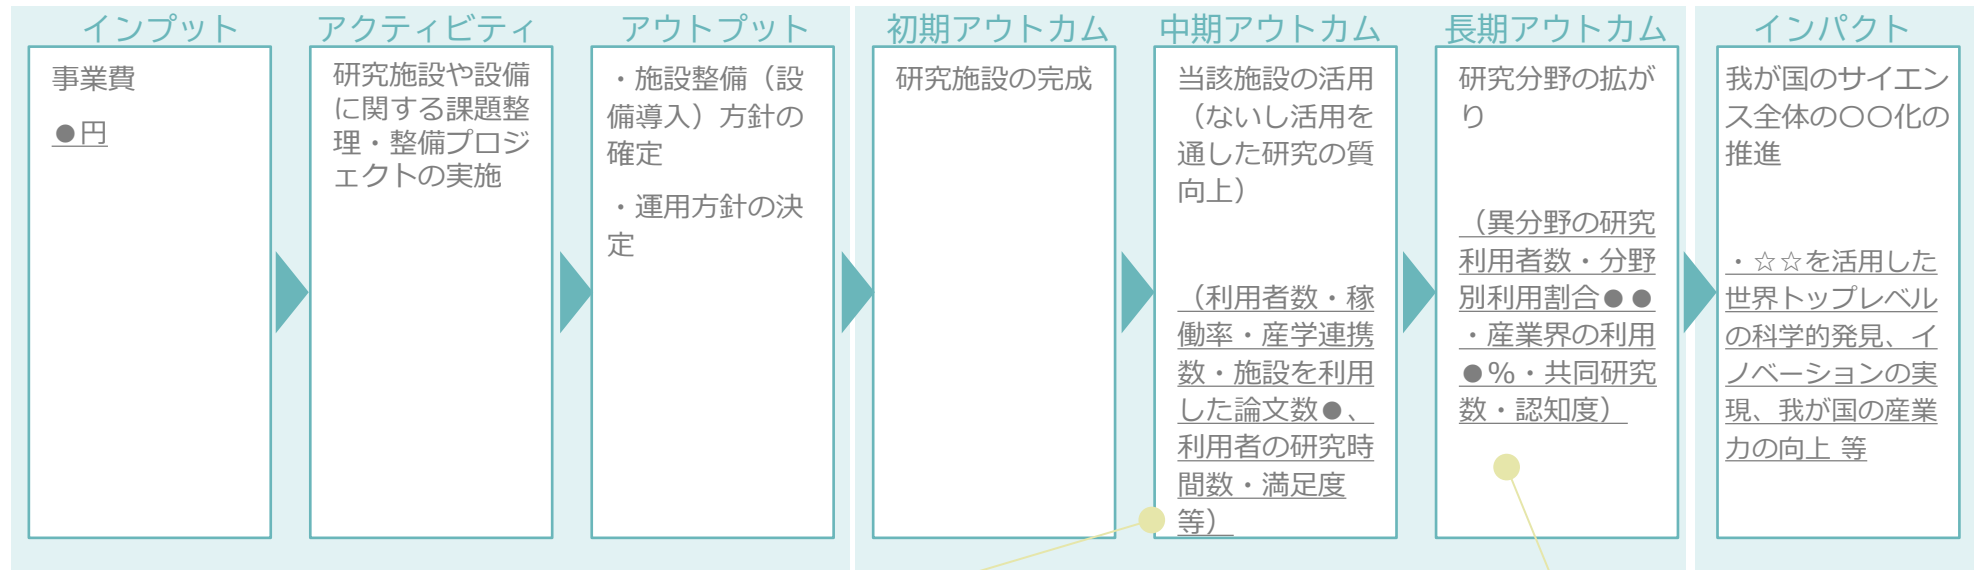 インプット
事業費
●円
アクティビティ
研究施設や設備
に関する課題整
理・整備プロジ
ェクトの実施
アウトプット
・施設整備（設
備導入）方針の
確定
・運用方針の決
定
初期アウトカム
研究施設の完成
中期アウトカム
当該施設の活用
（ないし活用を
通した研究の質
向上）
（利用者数・稼
働率・産学連携
数・施設を利用
した論文数●、
利用者の研究時
間数・満足度
等）
長期アウトカム
研究分野の拡が
り
（異分野の研究
利用者数・分野
別利用割合●●
・産業界の利用
●%・共同研究
数・認知度）
インパクト
我が国のサイエン
ス全体の〇〇化の
推進
・☆☆を活用した
世界トップレベル
の科学的発見、イ
ノベーションの実
現、我が国の産業
力の向上 等